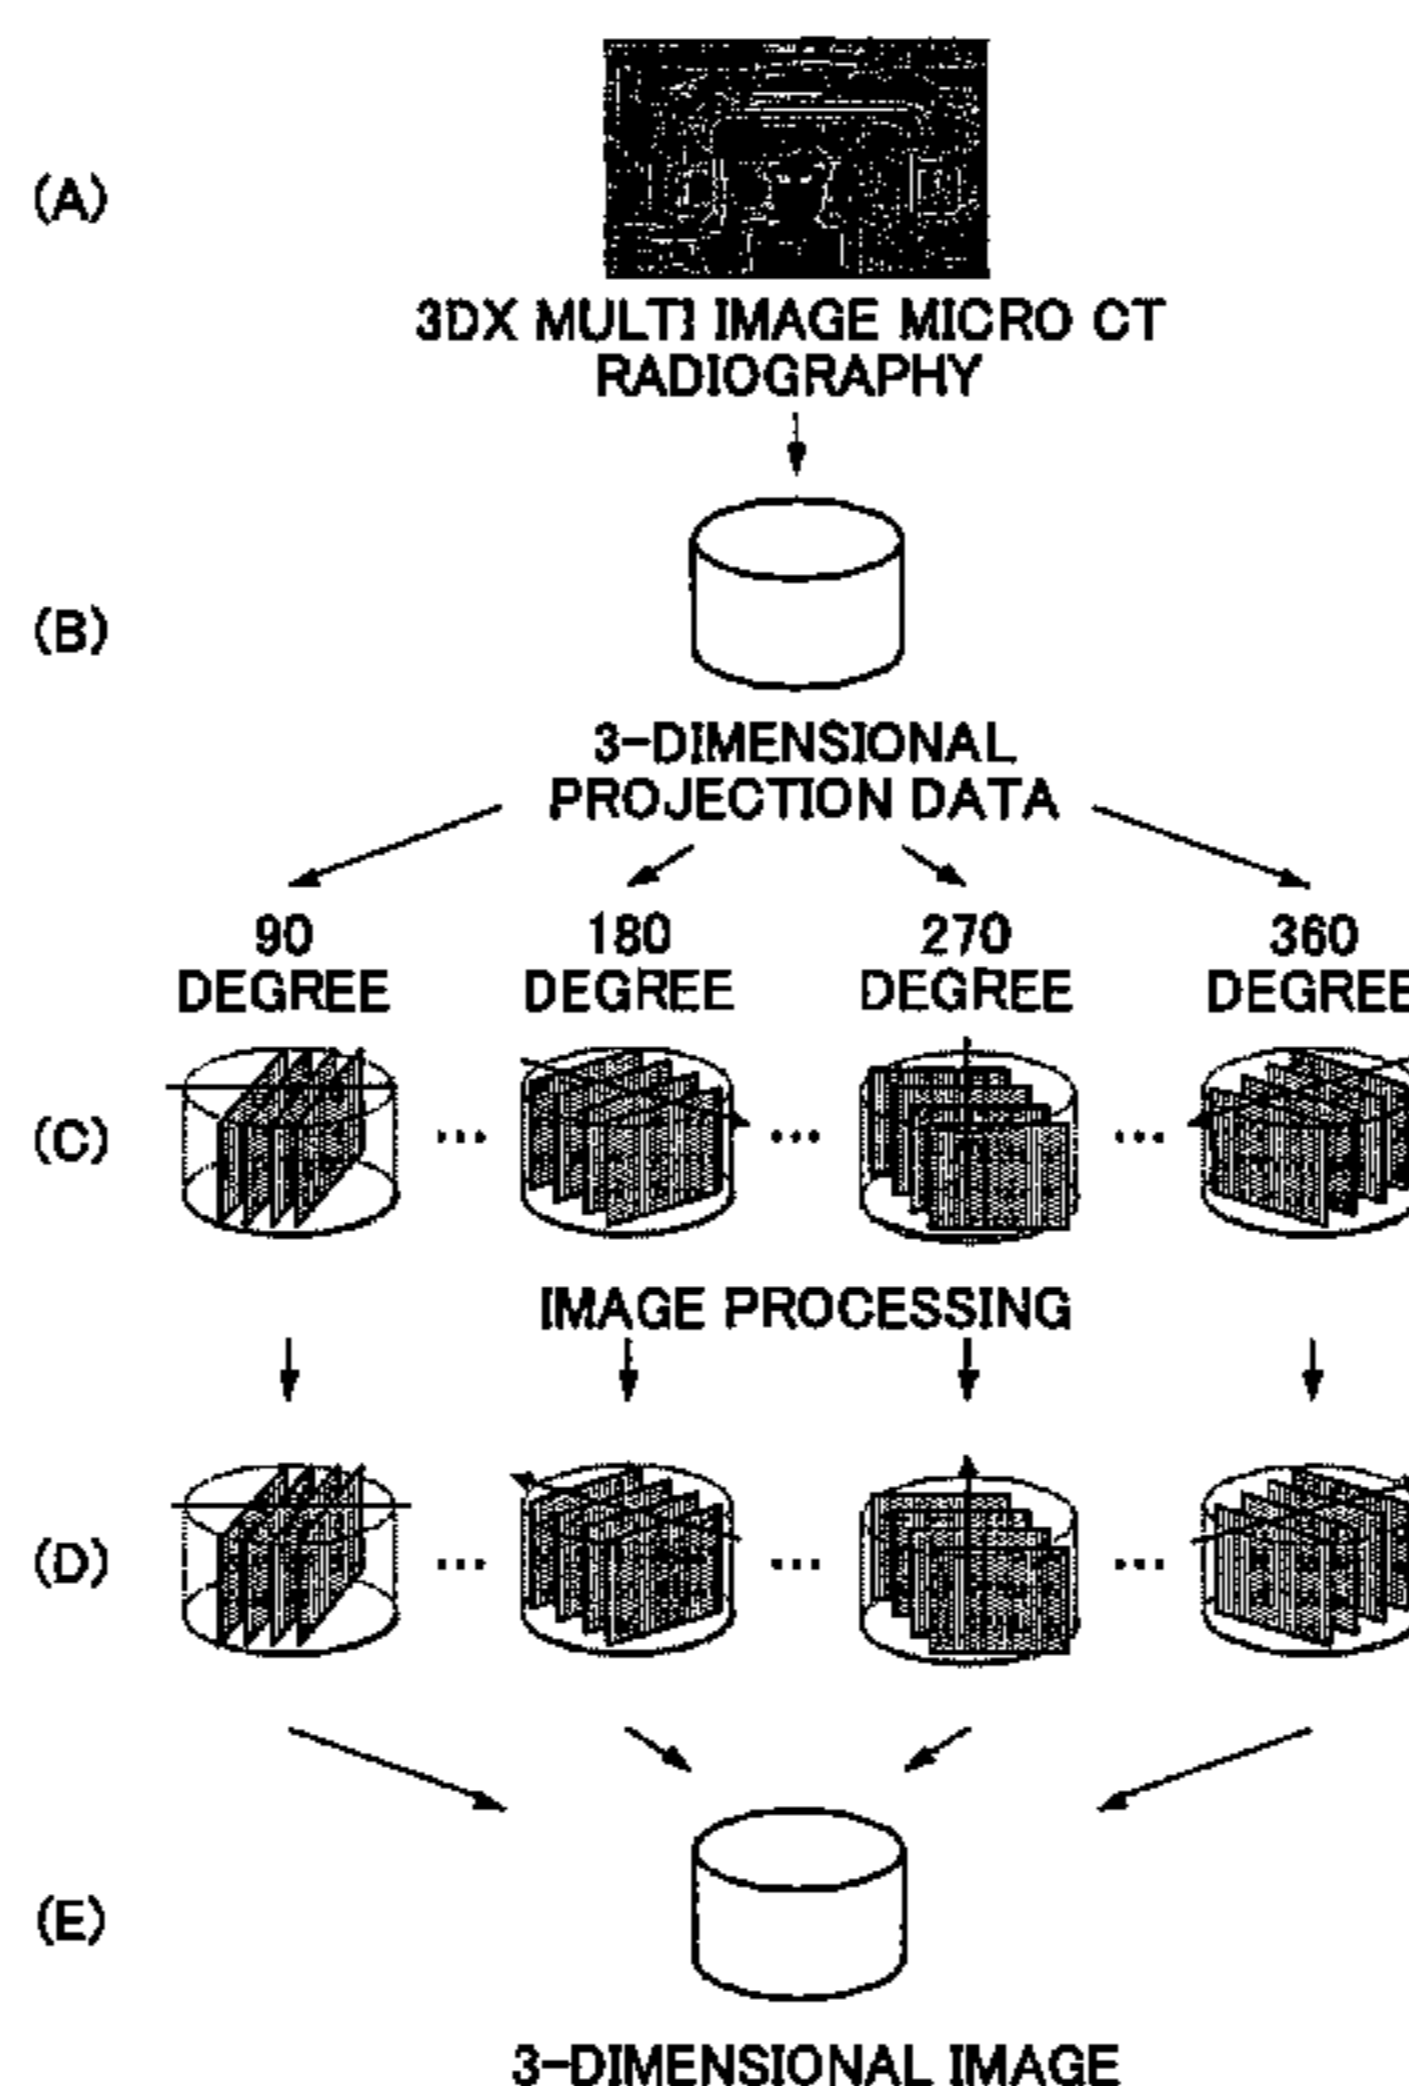 (A)
3DX MULTI IMAGE MICRO CT
RADIOGRAPHY
(B)
3-DIMENSIONAL
PROJECTION DATA
90 180 270 360
DEGREE DEGREE DEGREE DEGREE
(C) ... ... ...
IMAGE PROCESSING
(D) ... ... ...
(E)
3-DIMENSIONAL IMAGE